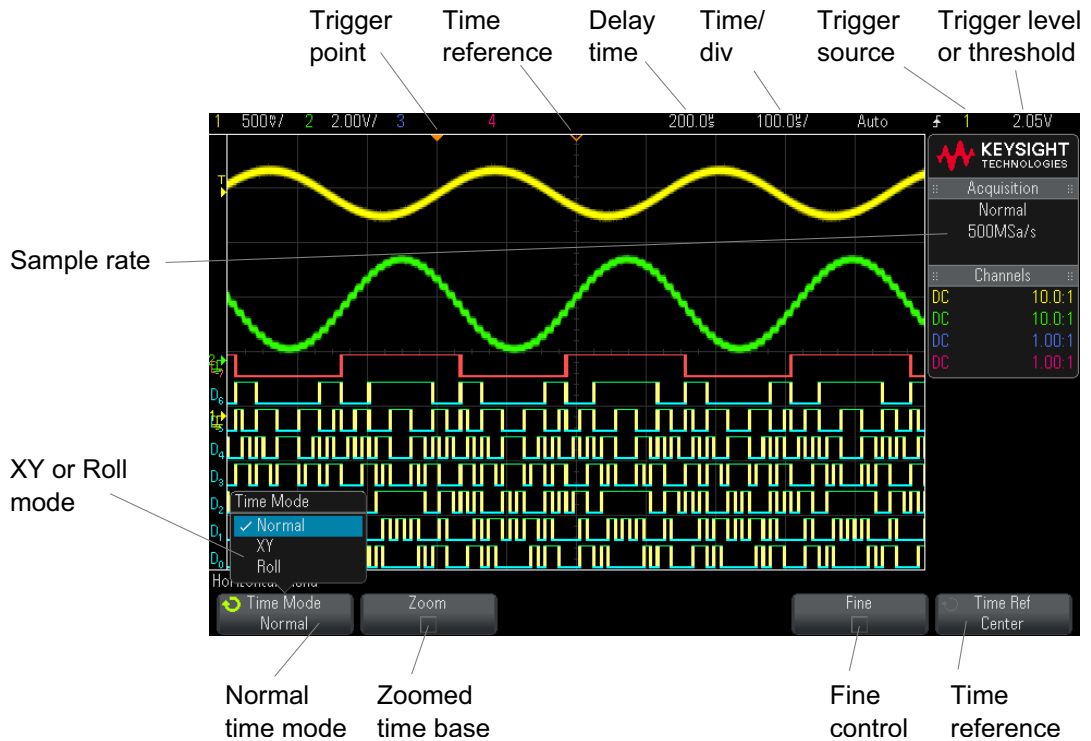 Trigger point
Time reference
Delay time
Time/ div
Trigger source
Trigger level or threshold
1 500㎷/ 2 2.00V/ 3 4 200.0㎲ 100.0㎲/ Auto 1 2.05V
KEYSIGHT
TECHNOLOGIES
Acquisition
Normal
500MSa/s
Channels
DC 10.0:1
DC 10.0:1
DC 1.00:1
DC 1.00:1
Sample rate
T
2
D6
1
D4
D3
D2
D1
D0
XY or Roll
mode
Time Mode
✓ Normal
XY
Roll
Time Mode
Normal
Zoom
Fine
Time Ref
Center
Normal
time mode
Zoomed
time base
Fine
control
Time
reference